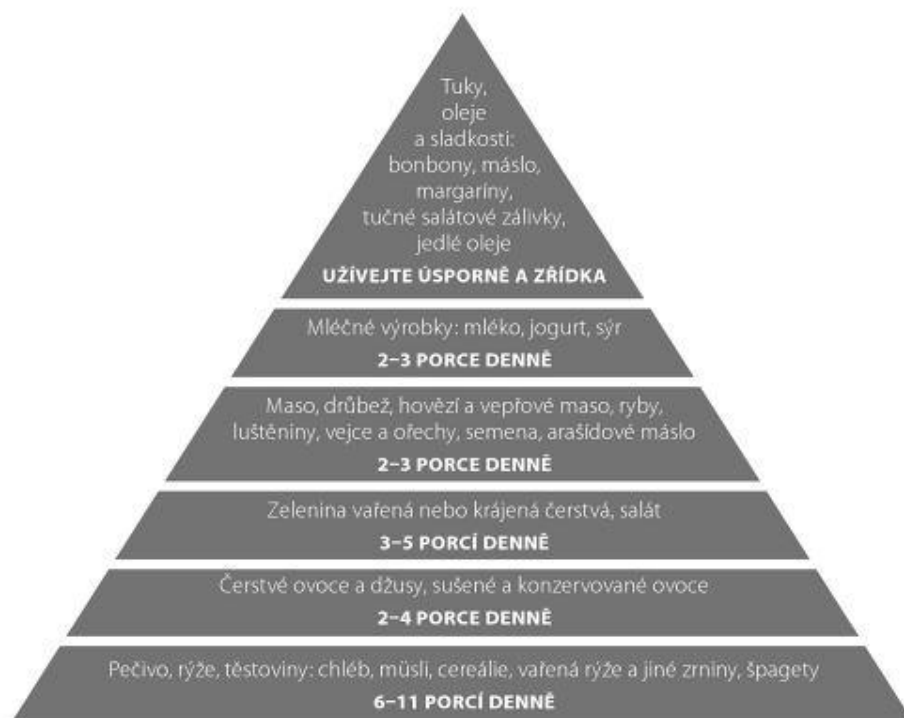 Tuky,
oleje
a sladkosti:
bonbony, máslo,
margaríny,
tučné salátové zálivky,
jedlé oleje
UŽÍVEJTE ÚSPORNĚ A ZŘÍDKA
Mléčné výrobky: mléko, jogurt, sýr
2–3 PORCE DENNĚ
Maso, drůbež, hovězí a vepřové maso, ryby,
luštěniny, vejce a ořechy, semena, arašídové máslo
2–3 PORCE DENNĚ
Zelenina vařená nebo krájená čerstvá, salát
3–5 PORCÍ DENNĚ
Čerstvé ovoce a džusy, sušené a konzervované ovoce
2–4 PORCE DENNĚ
Pečivo, rýže, těstoviny: chléb, müsli, cereálie, vařená rýže a jiné zrniny, špagety
6–11 PORCÍ DENNĚ